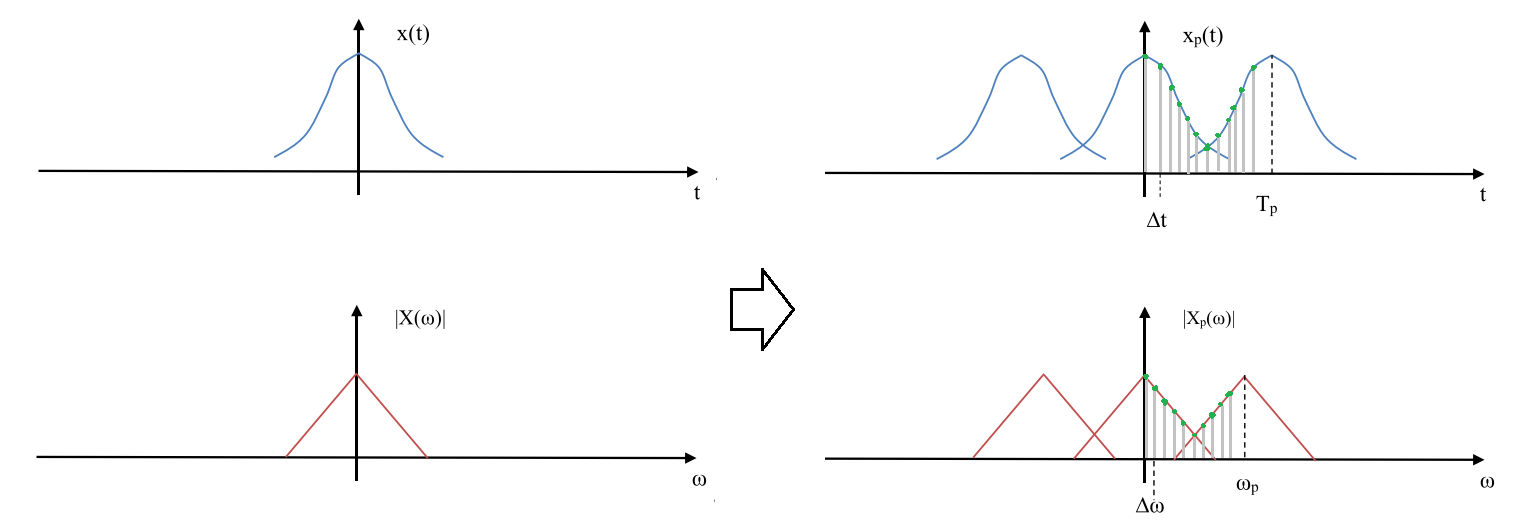 x(t)
xₚ(t)
t
t
Δt
Tₚ
|X(ω)|
|Xₚ(ω)|
ω
ω
Δω
ωₚ